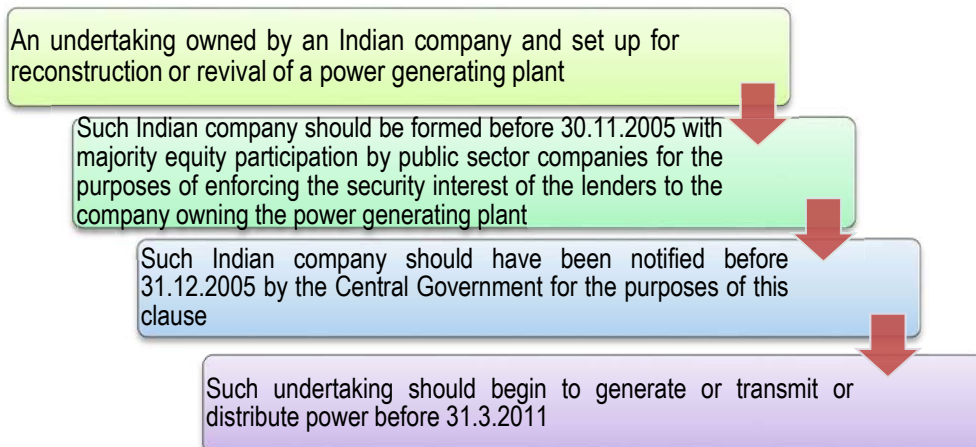 An undertaking owned by an Indian company and set up for
reconstruction or revival of a power generating plant
Such Indian company should be formed before 30.11.2005 with
majority equity participation by public sector companies for the
purposes of enforcing the security interest of the lenders to the
company owning the power generating plant
Such Indian company should have been notified before
31.12.2005 by the Central Government for the purposes of this
clause
Such undertaking should begin to generate or transmit or
distribute power before 31.3.2011